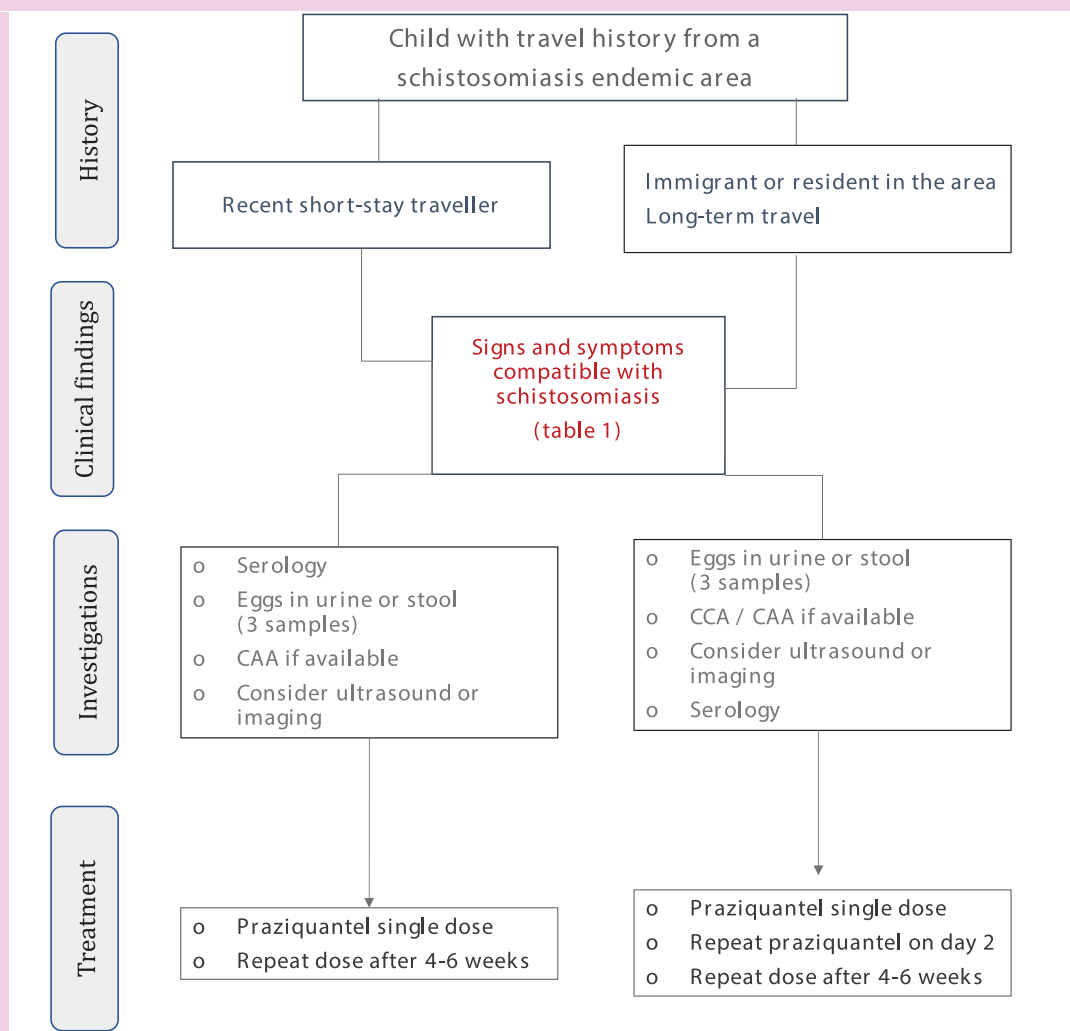 Child with travel history from a
schistosomiasis endemic area
History
Recent short-stay traveller
Immigrant or resident in the area
Long-term travel
Clinical findings
Signs and symptoms
compatible with
schistosomiasis
(table 1)
Investigations
o Serology
o Eggs in urine or stool
(3 samples)
o CAA if available
o Consider ultrasound or
imaging
o Eggs in urine or stool
(3 samples)
o CCA / CAA if available
o Consider ultrasound or
imaging
o Serology
Treatment
o Praziquantel single dose
o Repeat dose after 4-6 weeks
o Praziquantel single dose
o Repeat praziquantel on day 2
o Repeat dose after 4-6 weeks